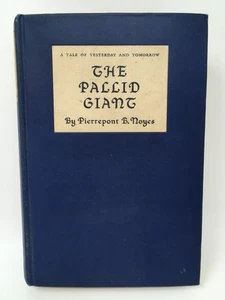 A TALE OF YESTERDAY AND TOMORROW
THE
PALLID
GIANT
By Pierrepont B. Noyes